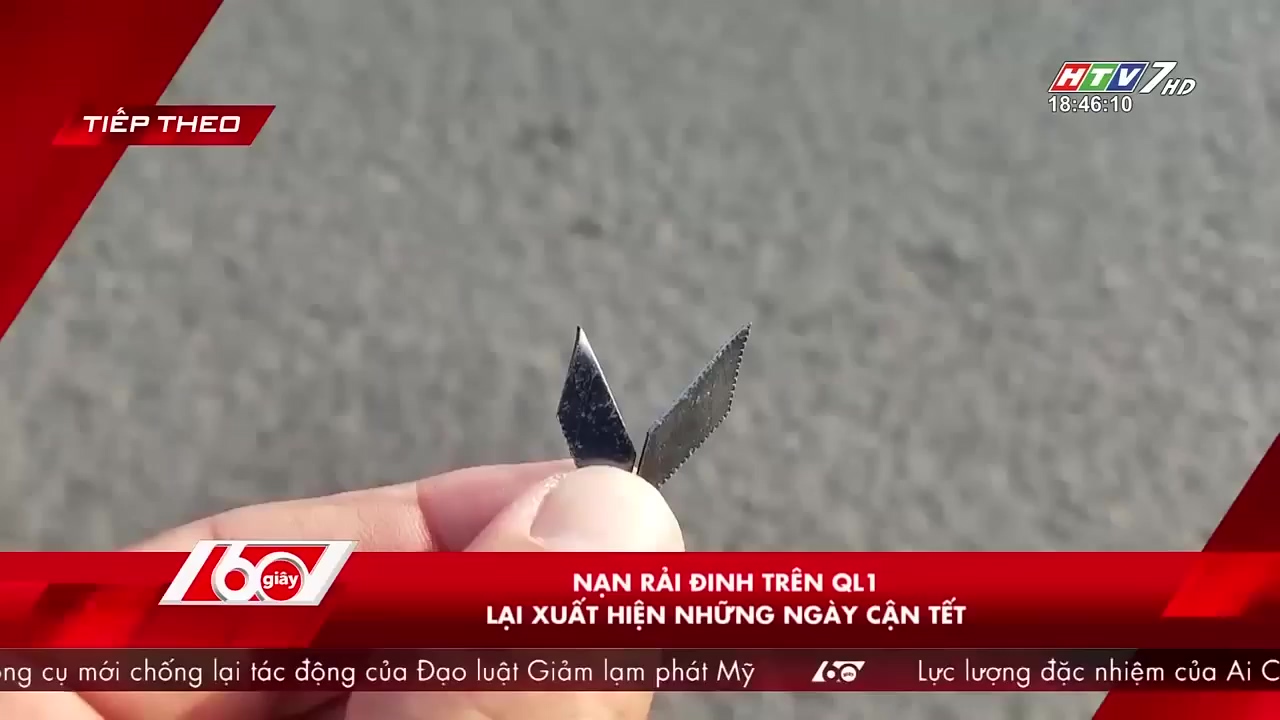 HTV7 HD
18:46:10
TIẾP THEO
60 giây
NẠN RẢI ĐINH TRÊN QL1
LẠI XUẤT HIỆN NHỮNG NGÀY CẬN TẾT
cụ mới chống lại tác động của Đạo luật Giảm lạm phát Mỹ 60 Lực lượng đặc nhiệm của Ai